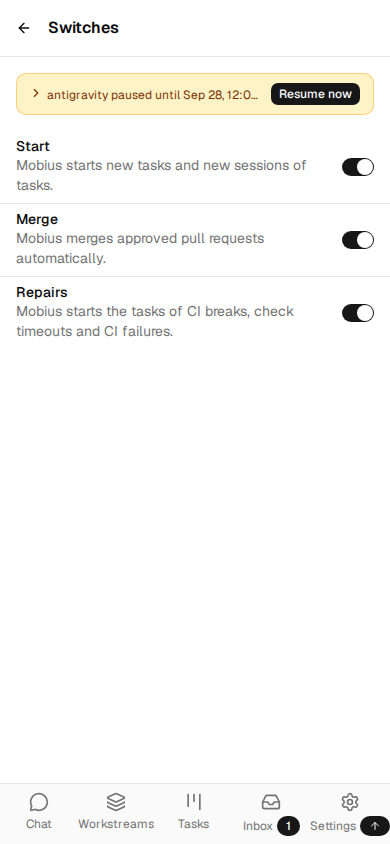 Switches
antigravity paused until Sep 28, 12:0...
Resume now
Start
Mobius starts new tasks and new sessions of
tasks.
Merge
Mobius merges approved pull requests
automatically.
Repairs
Mobius starts the tasks of CI breaks, check
timeouts and CI failures.
Chat
Workstreams
Tasks
Inbox 1
Settings